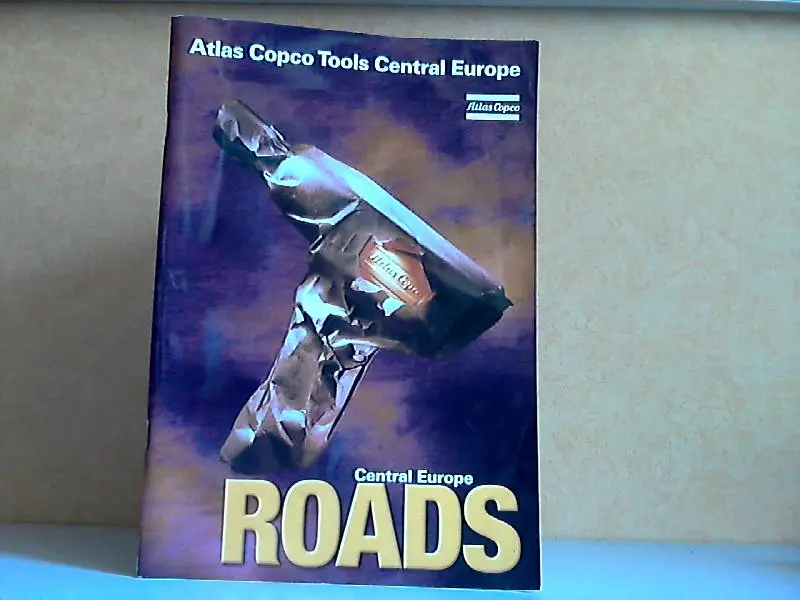 Atlas Copco Tools Central Europe
Atlas Copco
Atlas Copco
Central Europe
ROADS